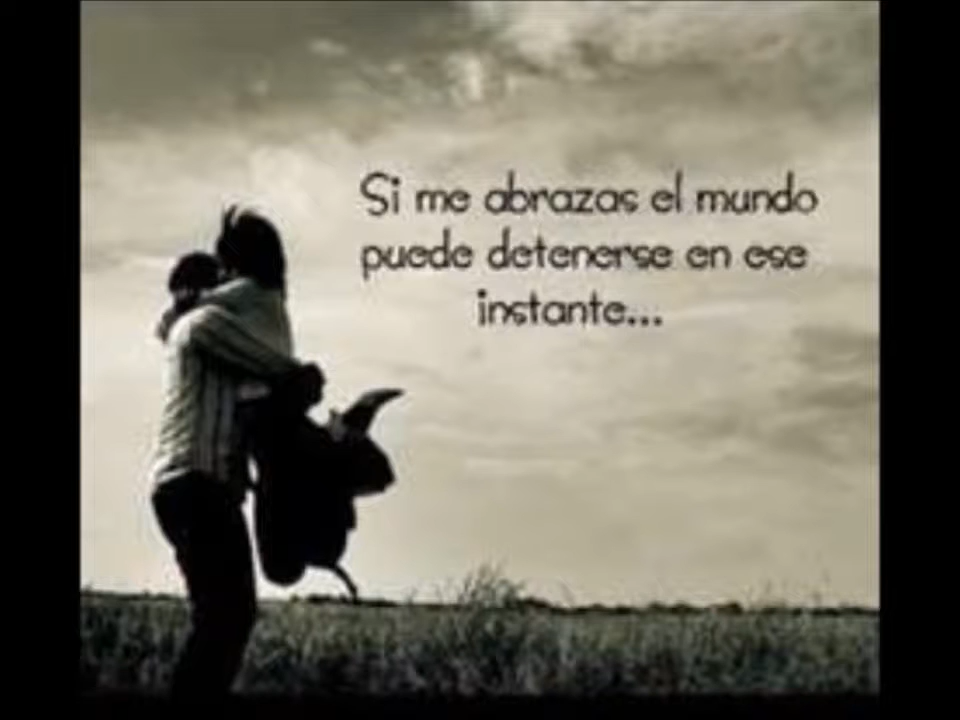 Si me abrazas el mundo
puede detenerse en ese
instante...